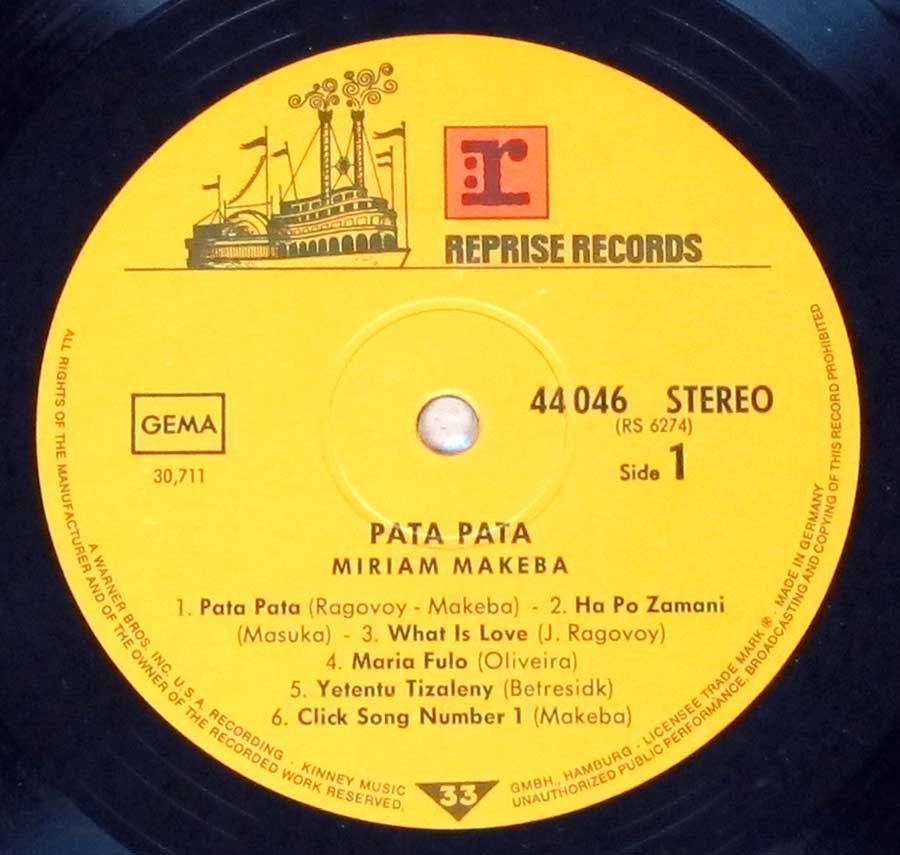 r
REPRISE RECORDS
GEMA
30,711
44 046 STEREO
(RS 6274)
Side 1
PATA PATA
MIRIAM MAKEBA
1. Pata Pata (Ragovoy - Makeba) - 2. Ha Po Zamani
(Masuka) - 3. What Is Love (J. Ragovoy)
4. Maria Fulo (Oliveira)
5. Yetentu Tizaleny (Betresidk)
6. Click Song Number 1 (Makeba)
33
ALL RIGHTS OF THE MANUFACTURER AND OF THE OWNER OF THE RECORDED WORK RESERVED. UNAUTHORIZED PUBLIC PERFORMANCE, BROADCASTING AND COPYING OF THIS RECORD PROHIBITED
A WARNER BROS. INC. U.S.A. RECORDING · KINNEY MUSIC GMBH., HAMBURG · LICENSEE TRADE MARK ® · MADE IN GERMANY